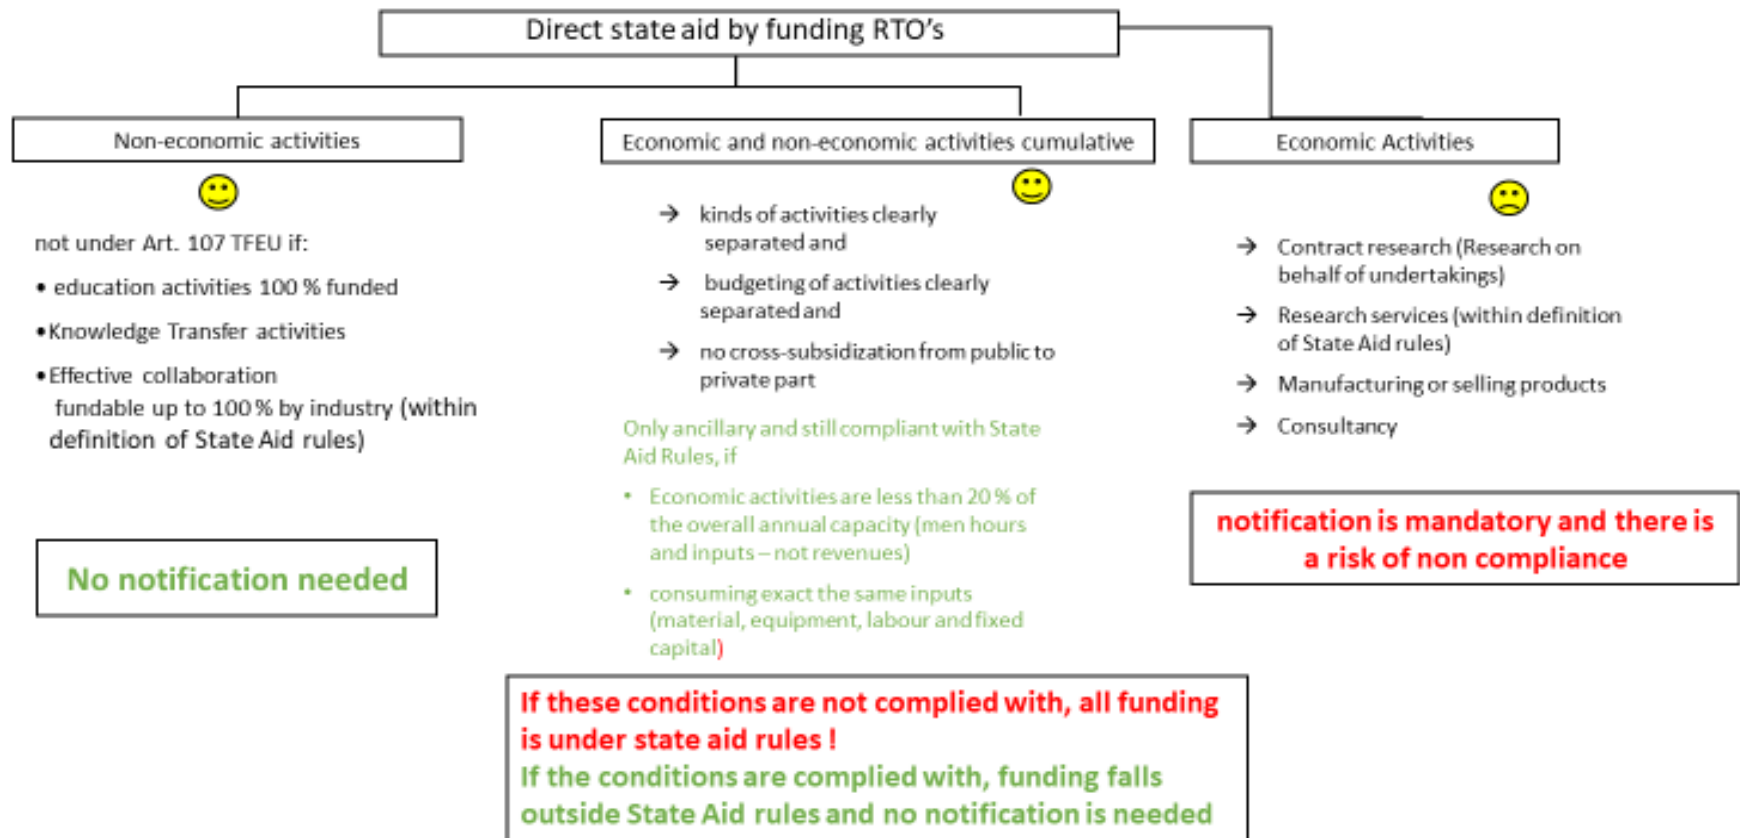 Direct state aid by funding RTO's
Non-economic activities
not under Art. 107 TFEU if:
• education activities 100 % funded
•Knowledge Transfer activities
•Effective collaboration
fundable up to 100 % by industry (within
definition of State Aid rules)
No notification needed
Economic and non-economic activities cumulative
→ kinds of activities clearly
separated and
→ budgeting of activities clearly
separated and
→ no cross-subsidization from public to
private part
Only ancillary and still compliant with State
Aid Rules, if
• Economic activities are less than 20 % of
the overall annual capacity (men hours
and inputs – not revenues)
• consuming exact the same inputs
(material, equipment, labour and fixed
capital)
If these conditions are not complied with, all funding
is under state aid rules !
If the conditions are complied with, funding falls
outside State Aid rules and no notification is needed
Economic Activities
→ Contract research (Research on
behalf of undertakings)
→ Research services (within definition
of State Aid rules)
→ Manufacturing or selling products
→ Consultancy
notification is mandatory and there is
a risk of non compliance